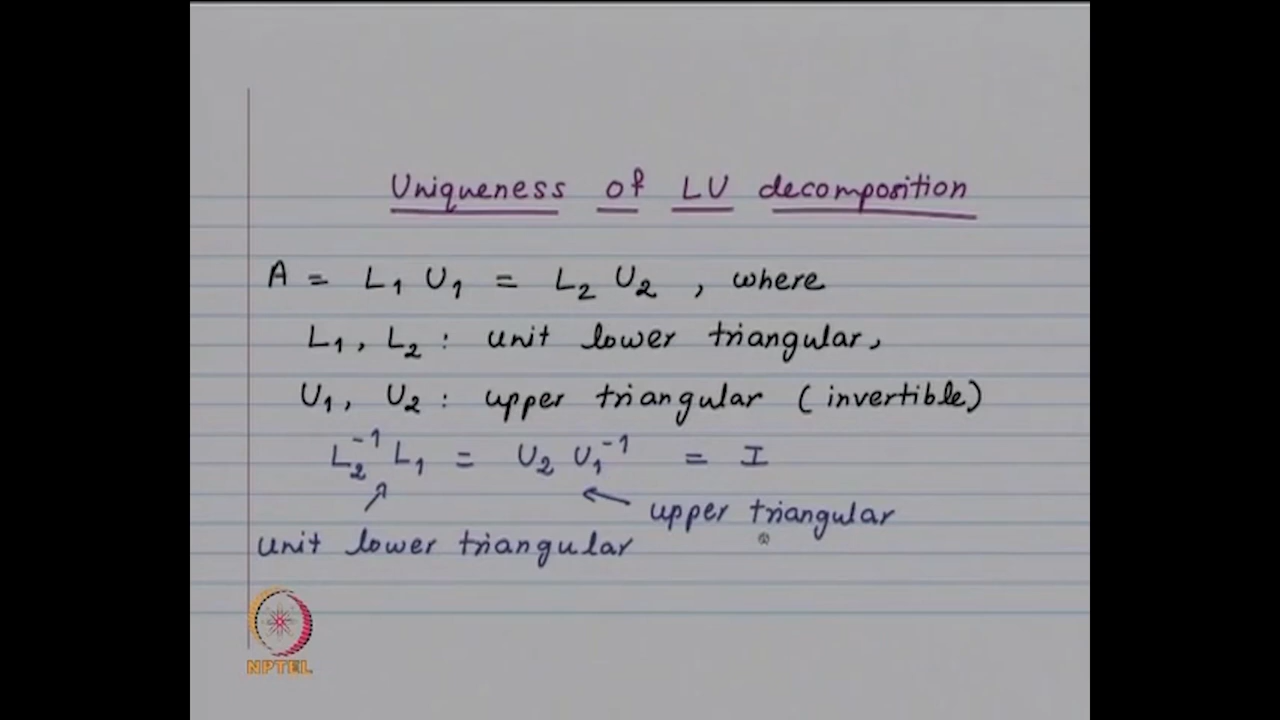 Uniqueness of LU decomposition
A = L₁ U₁ = L₂ U₂ , where
L₁, L₂ : unit lower triangular,
U₁, U₂ : upper triangular (invertible)
L₂⁻¹ L₁ = U₂ U₁⁻¹ = I
upper triangular
unit lower triangular
NPTEL